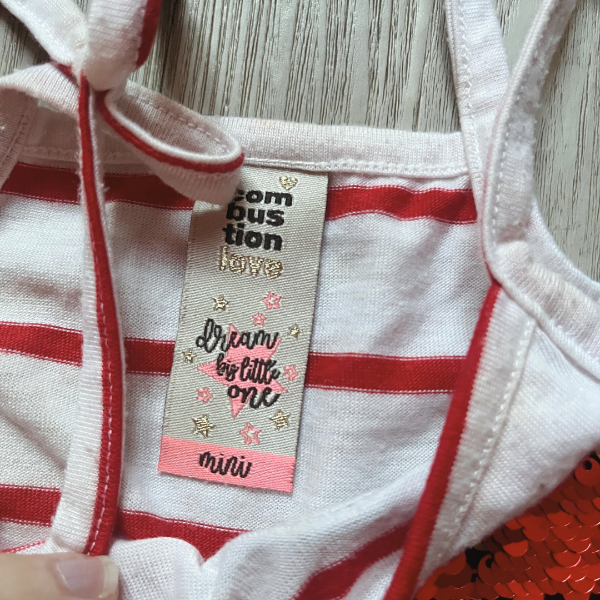 com
bus
tion
love
dream
big little
one
mini